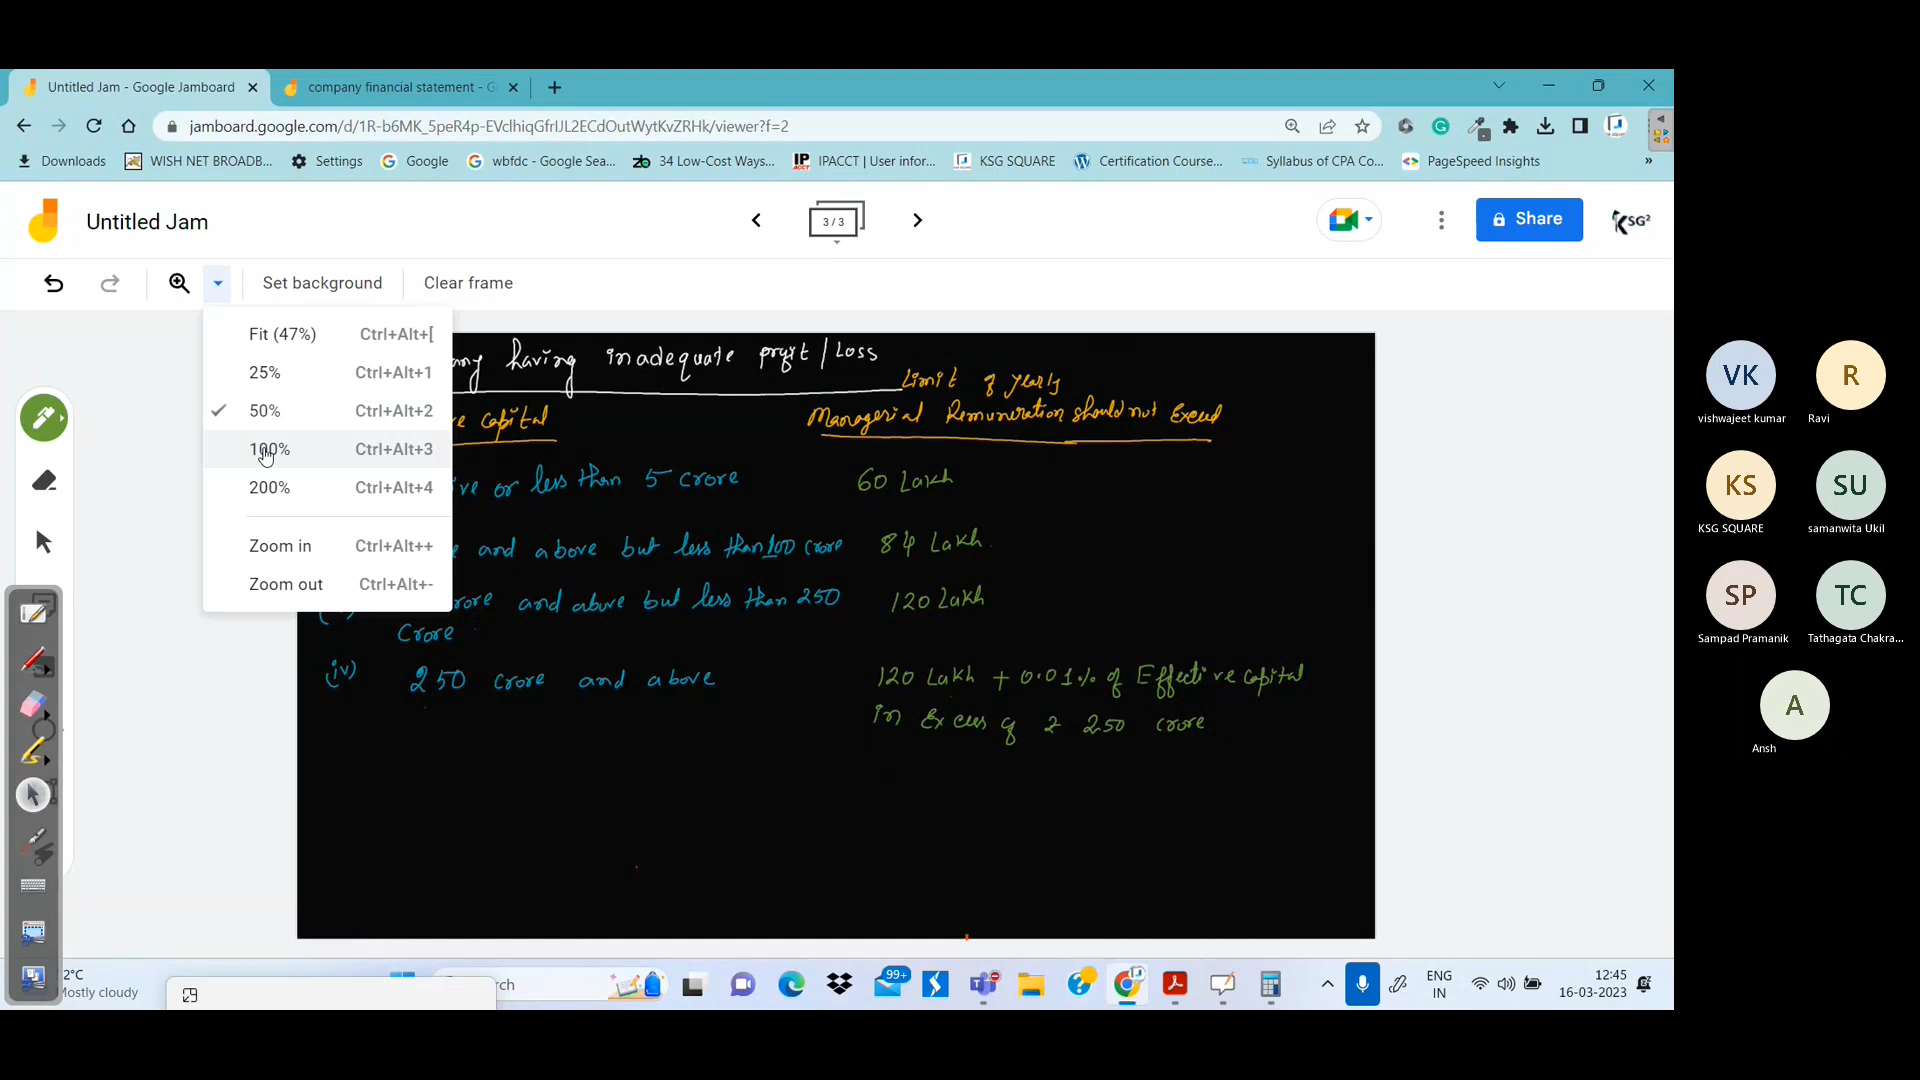 Untitled Jam - Google Jamboard
company financial statement - G
jamboard.google.com/d/1R-b6MK_5peR4p-EVclhiqGfrIJL2ECdOutWytKvZRHk/viewer?f=2
Downloads
WISH NET BROADB...
Settings
Google
wbfdc - Google Sea...
34 Low-Cost Ways...
IPACCT | User infor...
KSG SQUARE
Certification Course...
Syllabus of CPA Co...
PageSpeed Insights
»
Untitled Jam
3 / 3
Share
KSG²
Set background
Clear frame
Fit (47%) Ctrl+Alt+[
25% Ctrl+Alt+1
50% Ctrl+Alt+2
100% Ctrl+Alt+3
200% Ctrl+Alt+4
Zoom in Ctrl+Alt++
Zoom out Ctrl+Alt+-
having inadequate profit / Loss
Limit of yearly
capital Managerial Remuneration should not Exceed
ive or less than 5 crore 60 Lakh
and above but less than 100 crore 84 Lakh
rore and above but less than 250 120 Lakh
Crore
(iv) 250 crore and above 120 Lakh + 0.01% of Effective capital
in Excess of 250 crore
VK
vishwajeet kumar
R
Ravi
KS
KSG SQUARE
SU
samanwita Ukil
SP
Sampad Pramanik
TC
Tathagata Chakra...
A
Ansh
2°C
Mostly cloudy
rch
99+
ENG
IN
12:45
16-03-2023